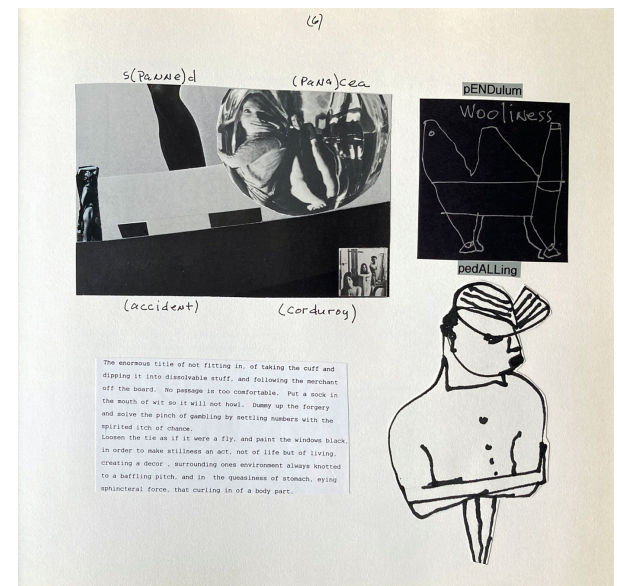 (6)
s(PaNNe)d
(PaNa)cea
pENDulum
WOOLiNESS
pedALLing
(accideNt)
(corduroy)
The enormous title of not fitting in, of taking the cuff and
dipping it into dissolvable stuff, and following the merchant
off the board. No passage is too comfortable. Put a sock in
the mouth of wit so it will not howl. Dummy up the forgery
and solve the pinch of gambling by settling numbers with the
spirited itch of chance.
Loosen the tie as if it were a fly, and paint the windows black,
in order to make stillness an act, not of life but of living,
creating a decor , surrounding ones environment always knotted
to a baffling pitch, and in the queasiness of stomach, eying
sphincteral force, that curling in of a body part.